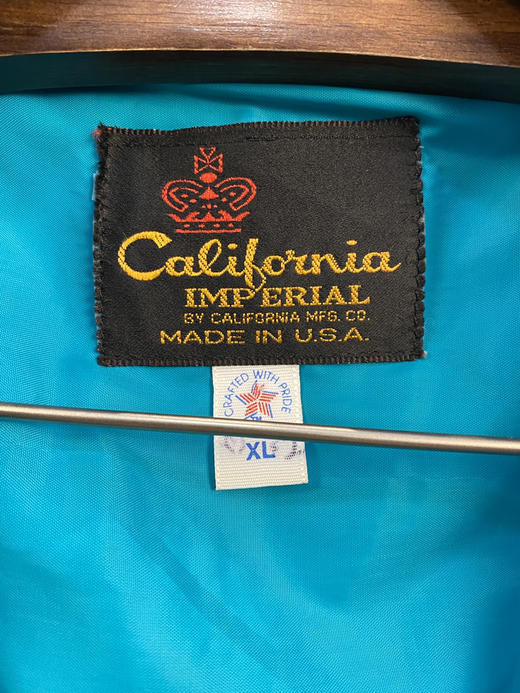 California
IMPERIAL
BY CALIFORNIA MFG. CO.
MADE IN U.S.A.
CRAFTED WITH PRIDE
XL